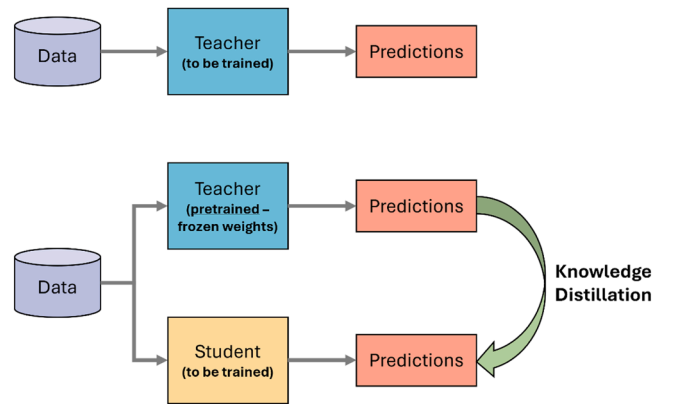 Data
Teacher
(to be trained)
Predictions
Teacher
(pretrained –
frozen weights)
Predictions
Data
Knowledge
Distillation
Student
(to be trained)
Predictions